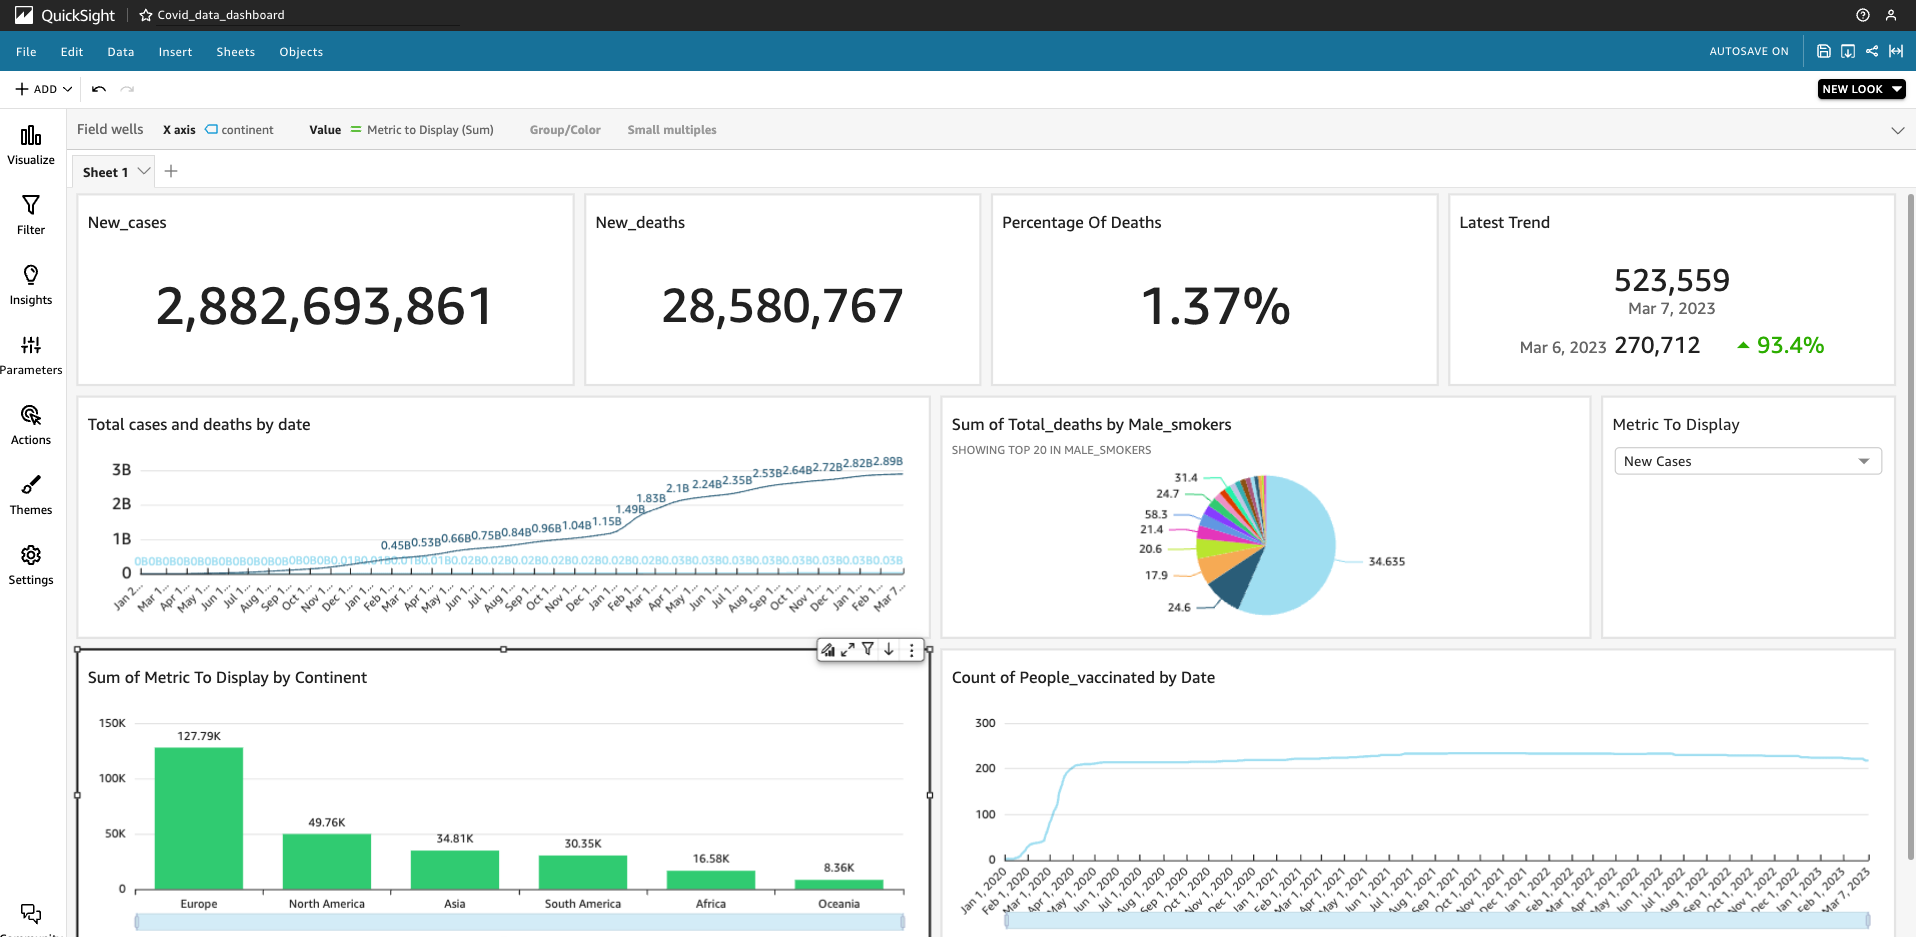 QuickSight Covid_data_dashboard
File Edit Data Insert Sheets Objects AUTOSAVE ON
ADD NEW LOOK
Field wells X axis continent Value Metric to Display (Sum) Group/Color Small multiples
Sheet 1
Visualize
Filter
Insights
Parameters
Actions
Themes
Settings
New_cases
2,882,693,861
New_deaths
28,580,767
Percentage Of Deaths
1.37%
Latest Trend
523,559
Mar 7, 2023
Mar 6, 2023 270,712 93.4%
Total cases and deaths by date
3B
2B
1B
0
0.45B 0.53B 0.66B 0.75B 0.84B 0.96B 1.04B 1.15B 1.49B 1.83B 2.1B 2.24B 2.35B 2.53B 2.64B 2.72B 2.82B 2.89B
Jan 2... Mar 1... Apr 1... May 1... Jun 1... Jul 1... Aug 1... Sep 1... Oct 1... Nov 1... Dec 1... Jan 1... Feb 1... Mar 1... Apr 1... May 1... Jun 1... Jul 1... Aug 1... Sep 1... Oct 1... Nov 1... Dec 1... Jan 1... Feb 1... Mar 1... Apr 1... May 1... Jun 1... Jul 1... Aug 1... Sep 1... Oct 1... Nov 1... Dec 1... Jan 1... Feb 1... Mar 7...
Sum of Total_deaths by Male_smokers
SHOWING TOP 20 IN MALE_SMOKERS
31.4
24.7
58.3
21.4
20.6
17.9
24.6
34.635
Metric To Display
New Cases
Sum of Metric To Display by Continent
150K
100K
50K
0
127.79K
49.76K
34.81K
30.35K
16.58K
8.36K
Europe North America Asia South America Africa Oceania
Count of People_vaccinated by Date
300
200
100
0
Jan 1, 2020 Feb 1, 2020 Mar 1, 2020 Apr 1, 2020 May 1, 2020 Jun 1, 2020 Jul 1, 2020 Aug 1, 2020 Sep 1, 2020 Oct 1, 2020 Nov 1, 2020 Dec 1, 2020 Jan 1, 2021 Feb 1, 2021 Mar 1, 2021 Apr 1, 2021 May 1, 2021 Jun 1, 2021 Jul 1, 2021 Aug 1, 2021 Sep 1, 2021 Oct 1, 2021 Nov 1, 2021 Dec 1, 2021 Jan 1, 2022 Feb 1, 2022 Mar 1, 2022 Apr 1, 2022 May 1, 2022 Jun 1, 2022 Jul 1, 2022 Aug 1, 2022 Sep 1, 2022 Oct 1, 2022 Nov 1, 2022 Dec 1, 2022 Jan 1, 2023 Feb 1, 2023 Mar 7, 2023